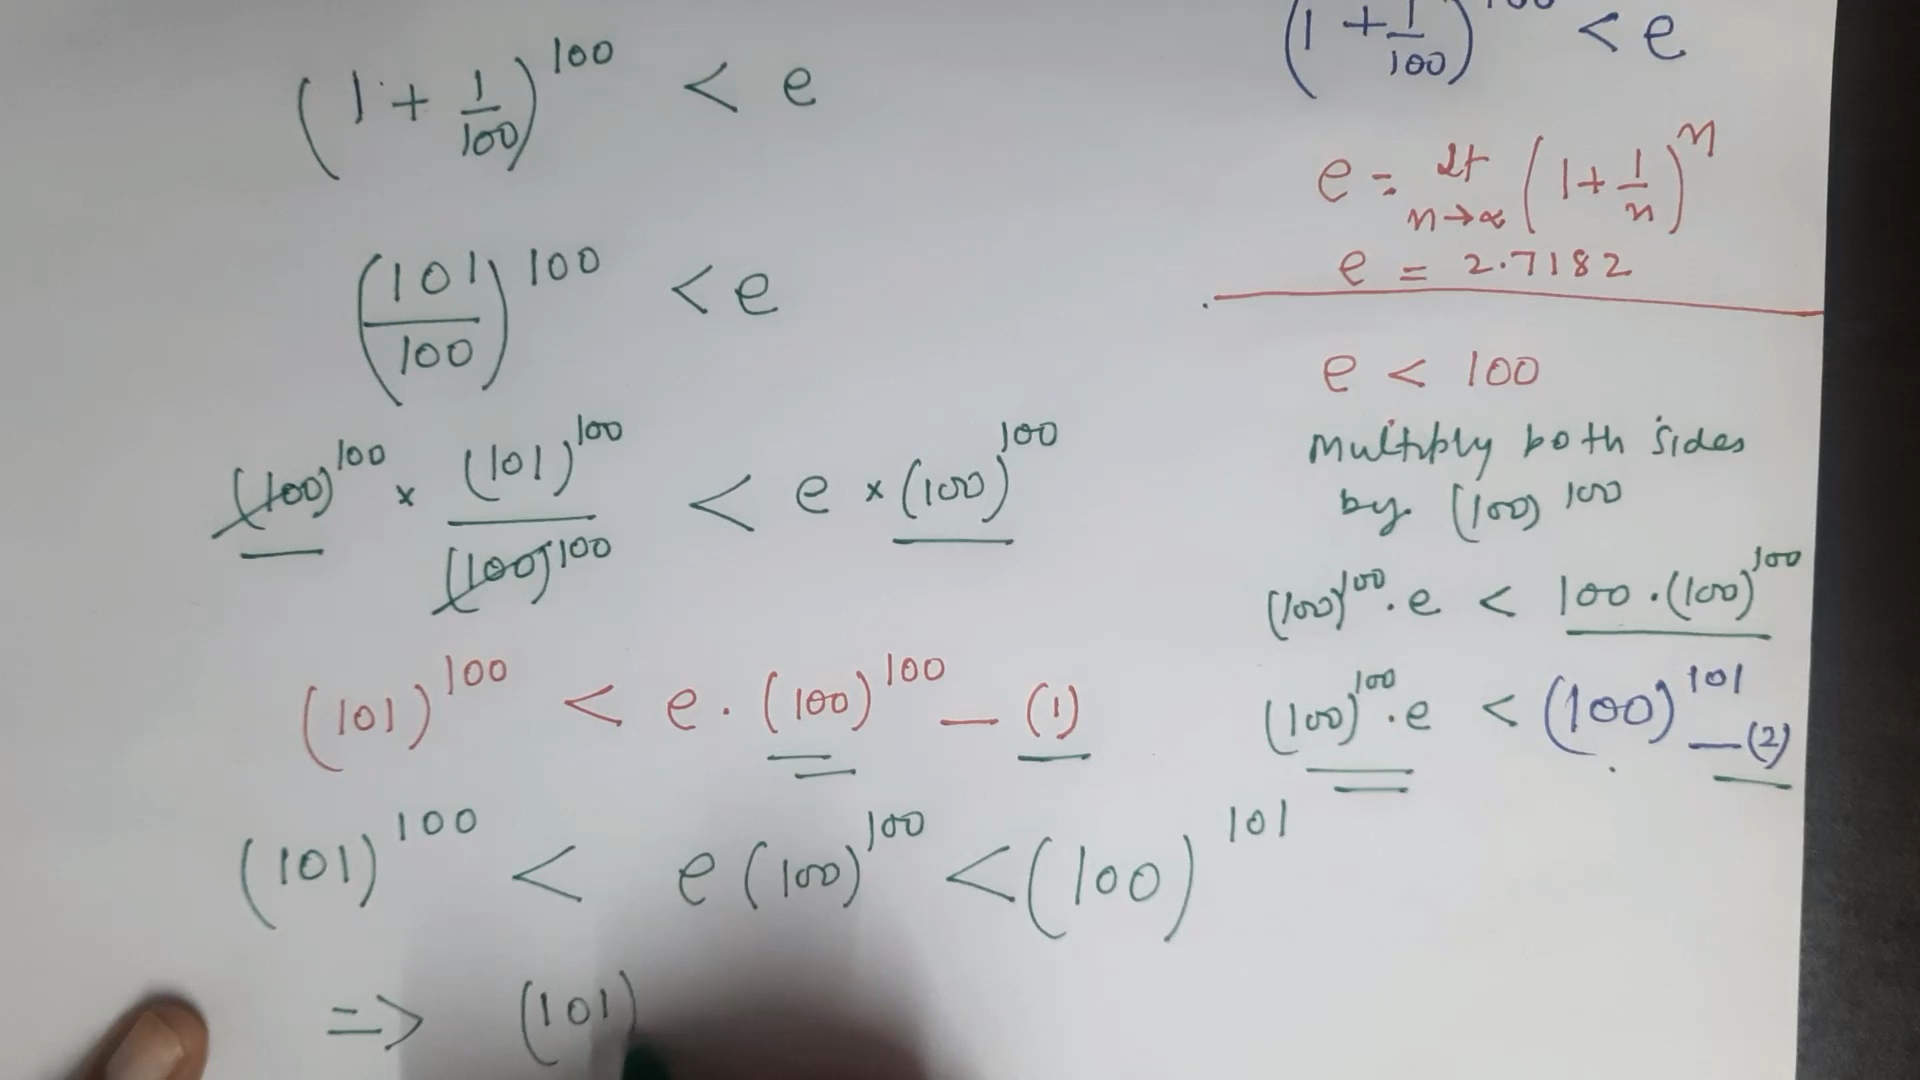 (1 + 1/100)^100 < e
(101/100)^100 < e
(100)^100 × (101)^100/(100)^100 < e × (100)^100
(101)^100 < e . (100)^100 — (1)
(101)^100 < e (100)^100 < (100)^101
=> (101)
(1 + 1/100)^100 < e
e = Lt n→∞ (1 + 1/n)^n
e = 2.7182
e < 100
Multiply both sides
by (100)^100
(100)^100 . e < 100 . (100)^100
(100)^100 . e < (100)^101 — (2)